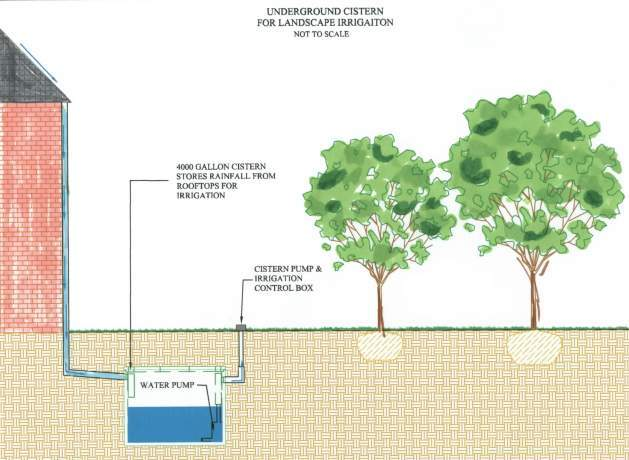 UNDERGROUND CISTERN
FOR LANDSCAPE IRRIGAITON
NOT TO SCALE
4000 GALLON CISTERN
STORES RAINFALL FROM
ROOFTOPS FOR
IRRIGATION
CISTERN PUMP &
IRRIGATION
CONTROL BOX
WATER PUMP